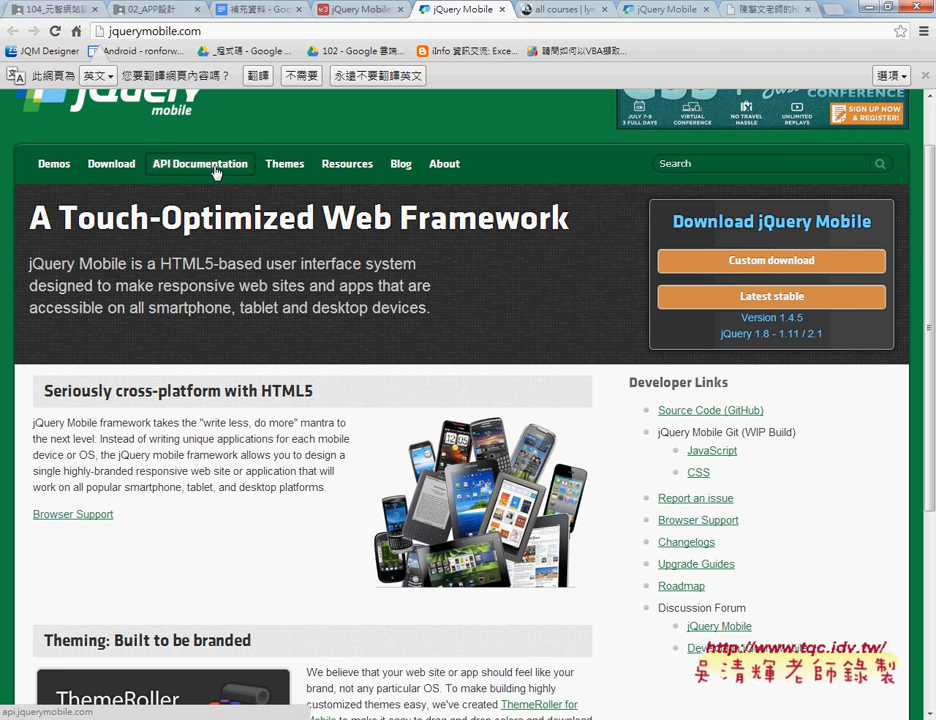 104_元智網站設
02_APP設計
補充資料 - Goo
jQuery Mobile
jQuery Mobile
all courses | lyn
jQuery Mobile
陳擎文老師的h
jquerymobile.com
JQM Designer
Android - ronforw...
_程式碼 - Google ...
102 - Google 雲端...
iInfo 資訊交流: Exce...
請問如何以VBA擷取...
此網頁為
英文
您要翻譯網頁內容嗎？
翻譯
不需要
永遠不要翻譯英文
選項
jQuery
mobile
CONFERENCE
JULY 7-9
3 FULL DAYS
VIRTUAL
CONFERENCE
NO TRAVEL
HASSLE
UNLIMITED
REPLAYS
SIGN UP NOW
& REGISTER!
Demos
Download
API Documentation
Themes
Resources
Blog
About
Search
A Touch-Optimized Web Framework
jQuery Mobile is a HTML5-based user interface system
designed to make responsive web sites and apps that are
accessible on all smartphone, tablet and desktop devices.
Download jQuery Mobile
Custom download
Latest stable
Version 1.4.5
jQuery 1.8 - 1.11 / 2.1
Seriously cross-platform with HTML5
jQuery Mobile framework takes the "write less, do more" mantra to
the next level: Instead of writing unique applications for each mobile
device or OS, the jQuery mobile framework allows you to design a
single highly-branded responsive web site or application that will
work on all popular smartphone, tablet, and desktop platforms.
Browser Support
Developer Links
Source Code (GitHub)
jQuery Mobile Git (WIP Build)
JavaScript
CSS
Report an issue
Browser Support
Changelogs
Upgrade Guides
Roadmap
Discussion Forum
jQuery Mobile
http://www.tqc.idv.tw/
吳清輝老師錄製
Theming: Built to be branded
ThemeRoller
We believe that your web site or app should feel like your
brand, not any particular OS. To make building highly
customized themes easy, we've created ThemeRoller for
Mobile to make it easy to drag and drop colors and download
api.jquerymobile.com